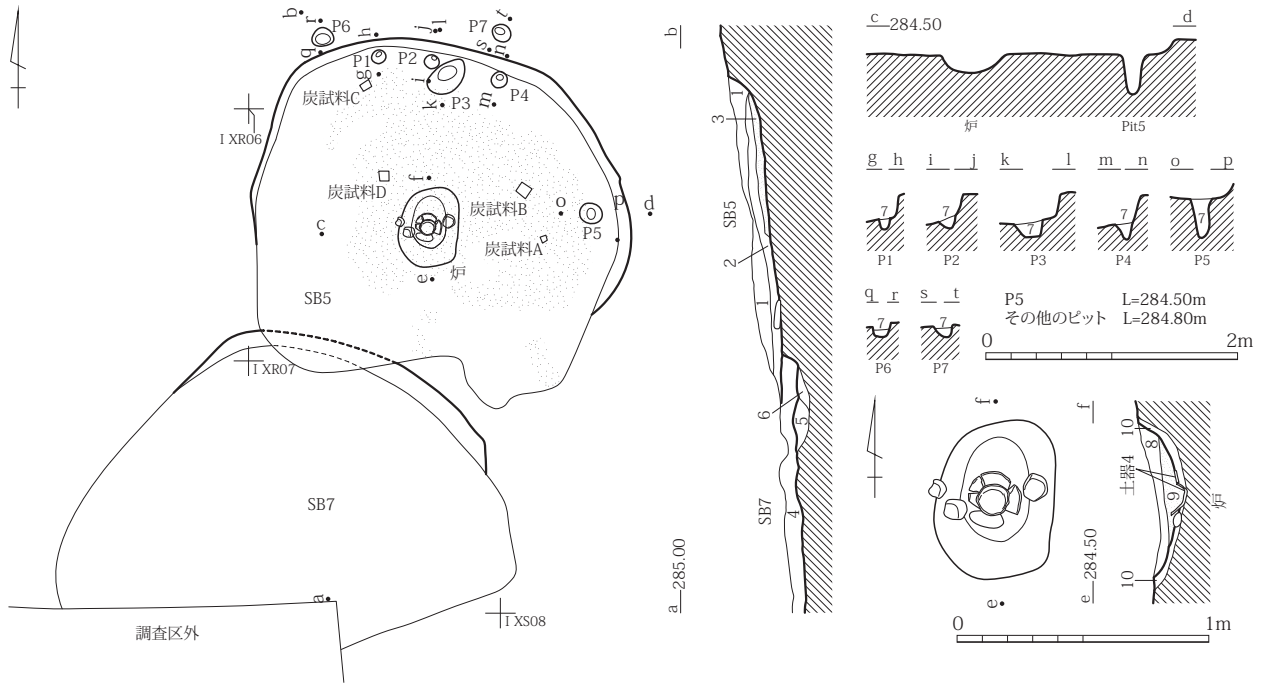 b
r
P6
q
h
j
l
t
P7
s
n
P1
g
P2
i
k
P3
m
P4
炭試料C
I XR06
炭試料D
f
炭試料B
o
p
d
P5
c
炭試料A
e
炉
SB5
I XR07
SB7
a
I XS08
調査区外
b
1
3
SB5
2
1
6
5
SB7
4
a 285.00
c 284.50
d
炉
Pit5
g h
i j
k l
m n
o p
7
7
7
7
7
P1
P2
P3
P4
P5
q r
s t
7
7
P6
P7
P5 L=284.50m
その他のピット L=284.80m
0 2m
f
e
f
10
8
土器4
9
炉
10
e 284.50
0 1m